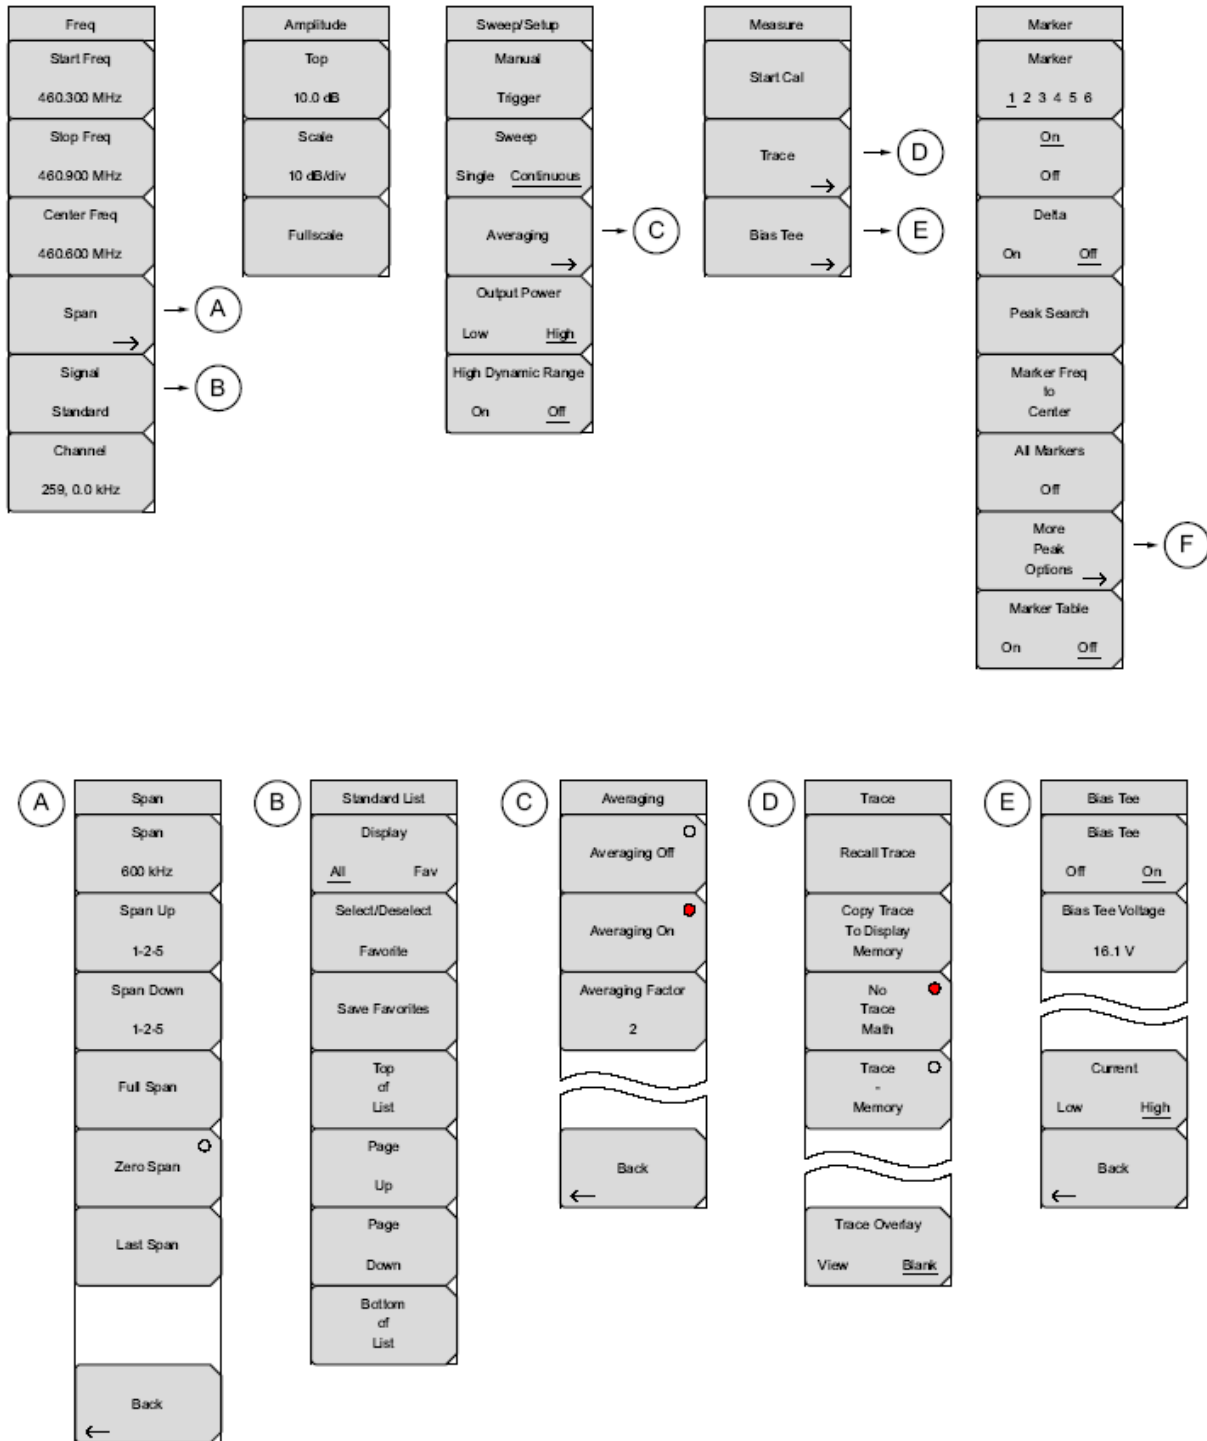 Freq
Start Freq
460.300 MHz
Stop Freq
460.900 MHz
Center Freq
460.600 MHz
Span
A
Signal
Standard
B
Channel
259, 0.0 kHz
Amplitude
Top
10.0 dB
Scale
10 dB/div
Fullscale
Sweep/Setup
Manual
Trigger
Sweep
Single Continuous
Averaging
C
Output Power
Low High
High Dynamic Range
On Off
Measure
Start Cal
Trace
D
Bias Tee
E
Marker
Marker
1 2 3 4 5 6
On
Off
Delta
On Off
Peak Search
Marker Freq
to
Center
All Markers
Off
More
Peak
Options
F
Marker Table
On Off
A
Span
Span
600 kHz
Span Up
1-2-5
Span Down
1-2-5
Full Span
Zero Span
Last Span
Back
B
Standard List
Display
All Fav
Select/Deselect
Favorite
Save Favorites
Top
of
List
Page
Up
Page
Down
Bottom
of
List
C
Averaging
Averaging Off
Averaging On
Averaging Factor
2
Back
D
Trace
Recall Trace
Copy Trace
To Display
Memory
No
Trace
Math
Trace
-
Memory
Trace Overlay
View Blank
E
Bias Tee
Bias Tee
Off On
Bias Tee Voltage
16.1 V
Current
Low High
Back